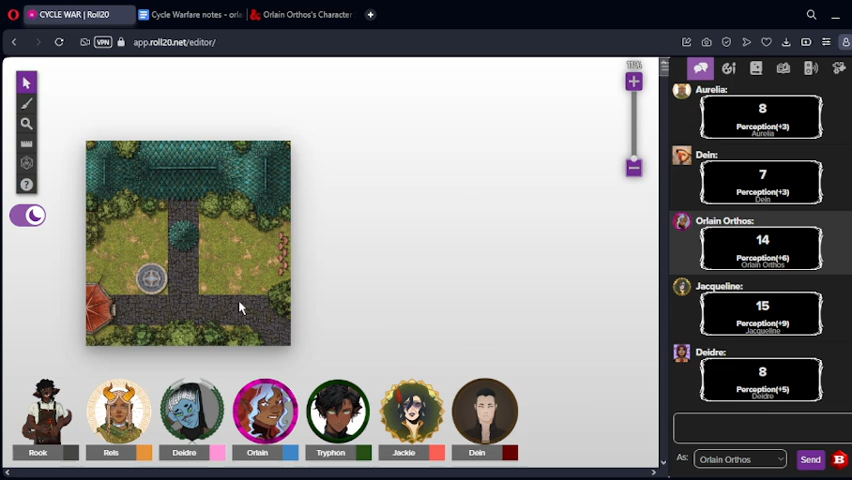 CYCLE WAR | Roll20
Cycle Warfare notes - orla
Orlain Orthos's Character
VPN
app.roll20.net/editor/
Aurelia:
8
Perception(+3)
Aurelia
Dein:
7
Perception(+3)
Dein
Orlain Orthos:
14
Perception(+6)
Orlain Orthos
Jacqueline:
15
Perception(+9)
Jacqueline
Deidre:
8
Perception(+5)
Deidre
Rook
Rels
Deidre
Orlain
Tryphon
Jackie
Dein
As:
Orlain Orthos
Send